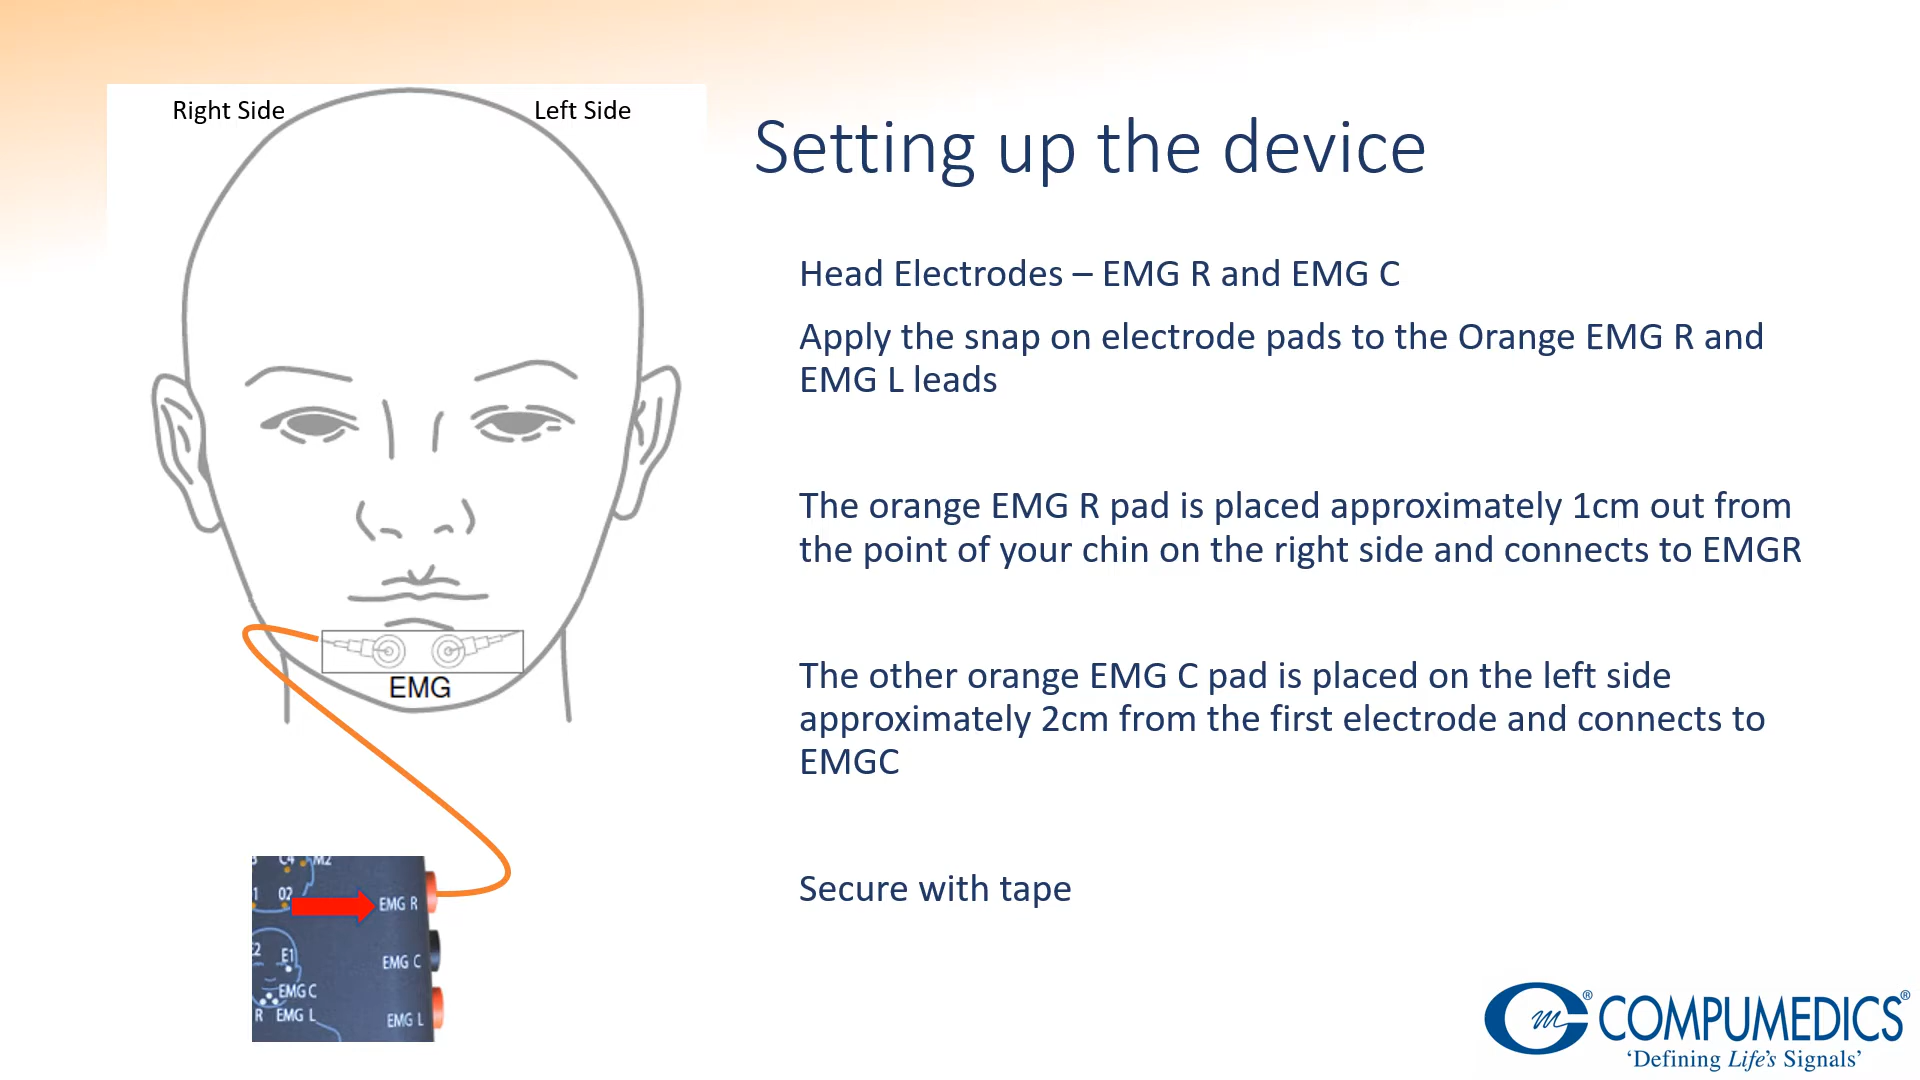 Right Side
Left Side
Setting up the device
Head Electrodes – EMG R and EMG C
Apply the snap on electrode pads to the Orange EMG R and
EMG L leads
The orange EMG R pad is placed approximately 1cm out from
the point of your chin on the right side and connects to EMGR
The other orange EMG C pad is placed on the left side
approximately 2cm from the first electrode and connects to
EMGC
Secure with tape
EMG
C4 M2
1 02
EMG R
E1
EMG C
EMG C
R EMG L
EMG L
COMPUMEDICS®
‘Defining Life’s Signals’